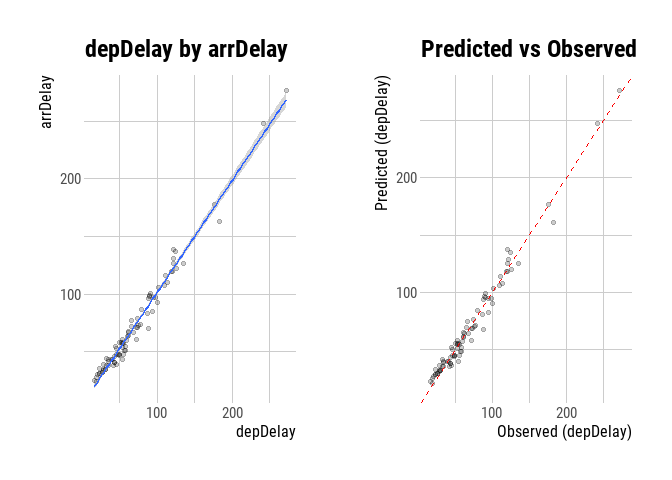 depDelay by arrDelay
arrDelay
200
100
100 200
depDelay
Predicted vs Observed
Predicted (depDelay)
200
100
100 200
Observed (depDelay)